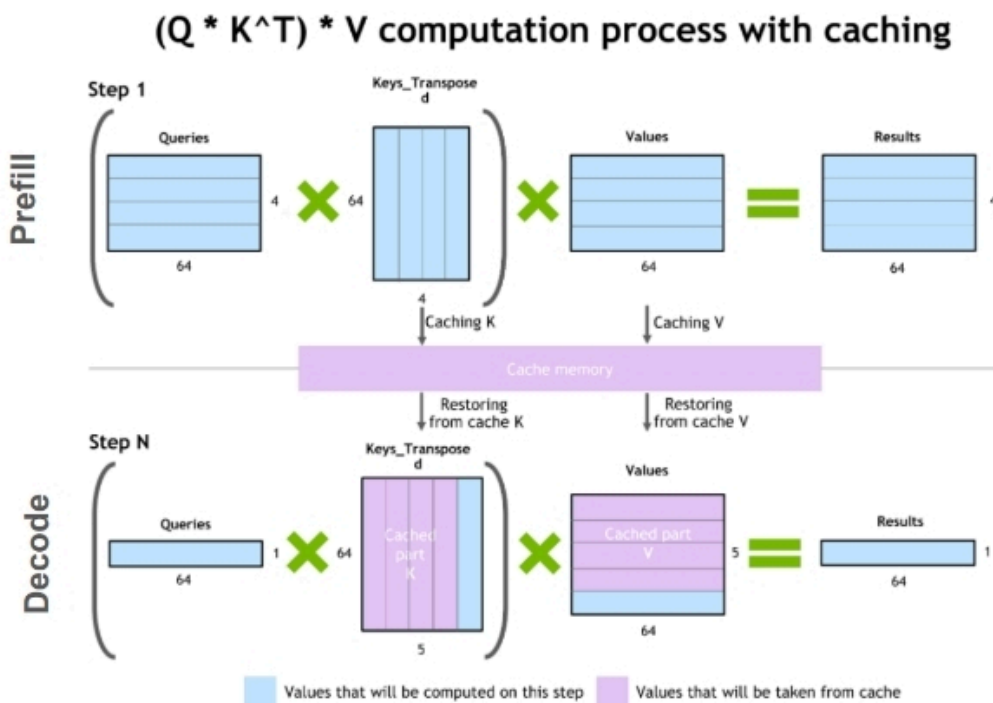 (Q * K^T) * V computation process with caching
Prefill
Step 1
Queries
4
64
Keys_Transpose
d
64
4
Values
64
Results
4
64
Caching K
Caching V
Cache memory
Restoring
from cache K
Restoring
from cache V
Decode
Step N
Queries
1
64
Keys_Transpose
d
64
Cached
part
K
5
Values
Cached part
V
5
64
Results
1
64
Values that will be computed on this step
Values that will be taken from cache